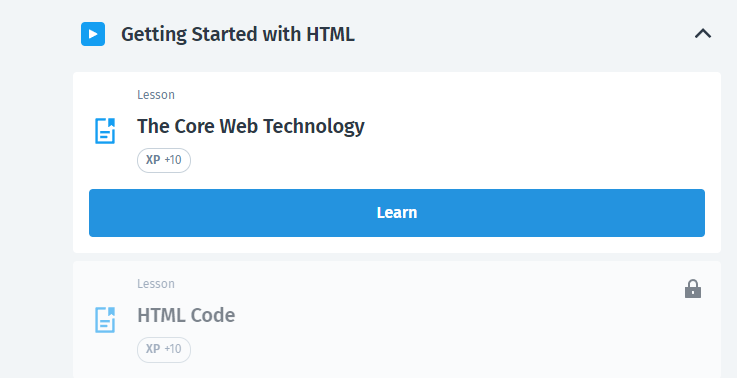 Getting Started with HTML
Lesson
The Core Web Technology
XP +10
Learn
Lesson
HTML Code
XP +10